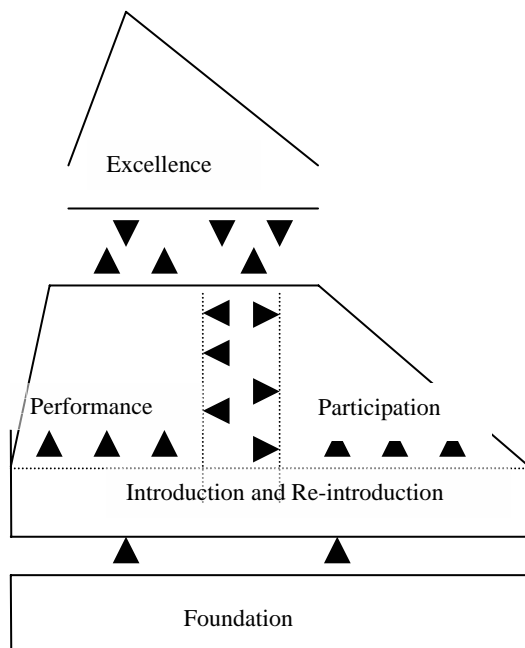 Excellence
Performance
Participation
Introduction and Re-introduction
Foundation